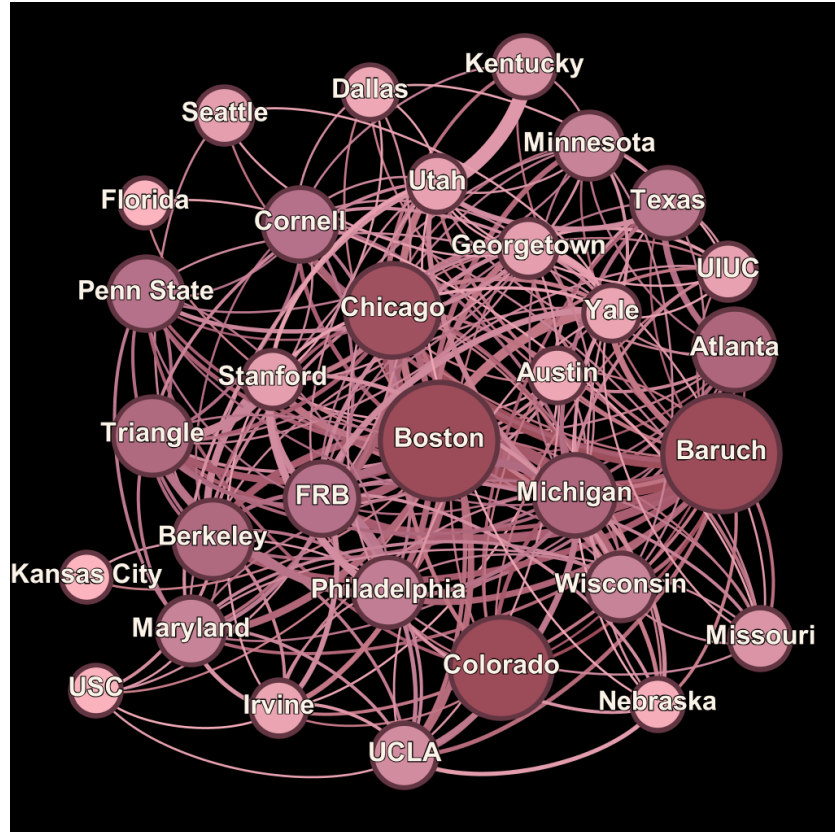 Kentucky
Dallas
Seattle
Minnesota
Utah
Florida
Texas
Cornell
Georgetown
UIUC
Penn State
Chicago
Yale
Atlanta
Stanford
Austin
Triangle
Boston
Baruch
FRB
Michigan
Berkeley
Kansas City
Philadelphia
Wisconsin
Maryland
Missouri
Colorado
USC
Irvine
Nebraska
UCLA